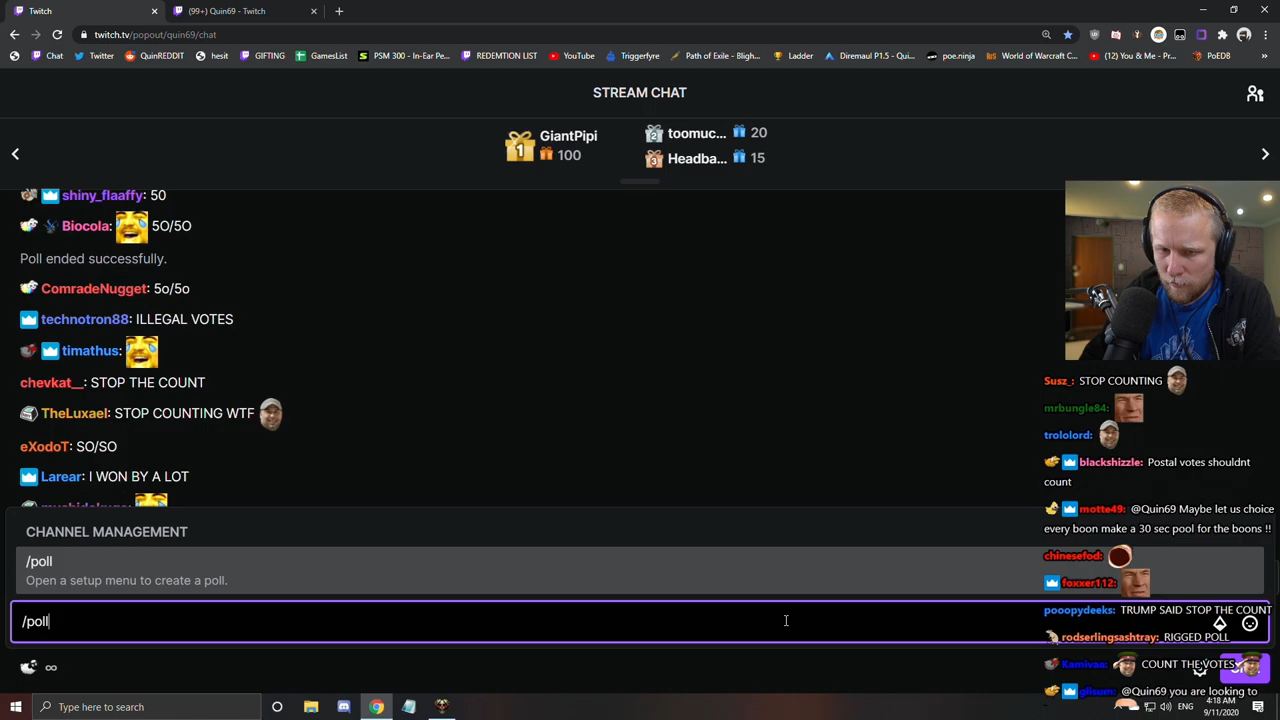 Twitch
(99+) Quin69 - Twitch
twitch.tv/popout/quin69/chat
Chat
Twitter
QuinREDDIT
hesit
GIFTING
GamesList
PSM 300 - In-Ear Pe...
REDEMTION LIST
YouTube
Triggerfyre
Path of Exile - Bligh...
Ladder
Diremaul P1.5 - Qui...
poe.ninja
World of Warcraft C...
(12) You & Me - Pr...
PoEDB
STREAM CHAT
GiantPipi
100
toomuc... 20
Headba... 15
shiny_flaaffy: 50
Biocola: 5O/5O
Poll ended successfully.
ComradeNugget: 5o/5o
technotron88: ILLEGAL VOTES
timathus:
chevkat__: STOP THE COUNT
TheLuxael: STOP COUNTING WTF
eXodoT: SO/SO
Larear: I WON BY A LOT
CHANNEL MANAGEMENT
/poll
Open a setup menu to create a poll.
/poll
Susz_: STOP COUNTING
mrbungle84:
trololord:
blackshizzle: Postal votes shouldnt
count
motte49: @Quin69 Maybe let us choice
every boon make a 30 sec pool for the boons !!
chinesefod:
foxxer112:
pooopydeeks: TRUMP SAID STOP THE COUNT
rodserlingsashtray: RIGGED POLL
Kamivaa: COUNT THE VOTES
glisum: @Quin69 you are looking to
Type here to search
ENG
4:18 AM
9/11/2020